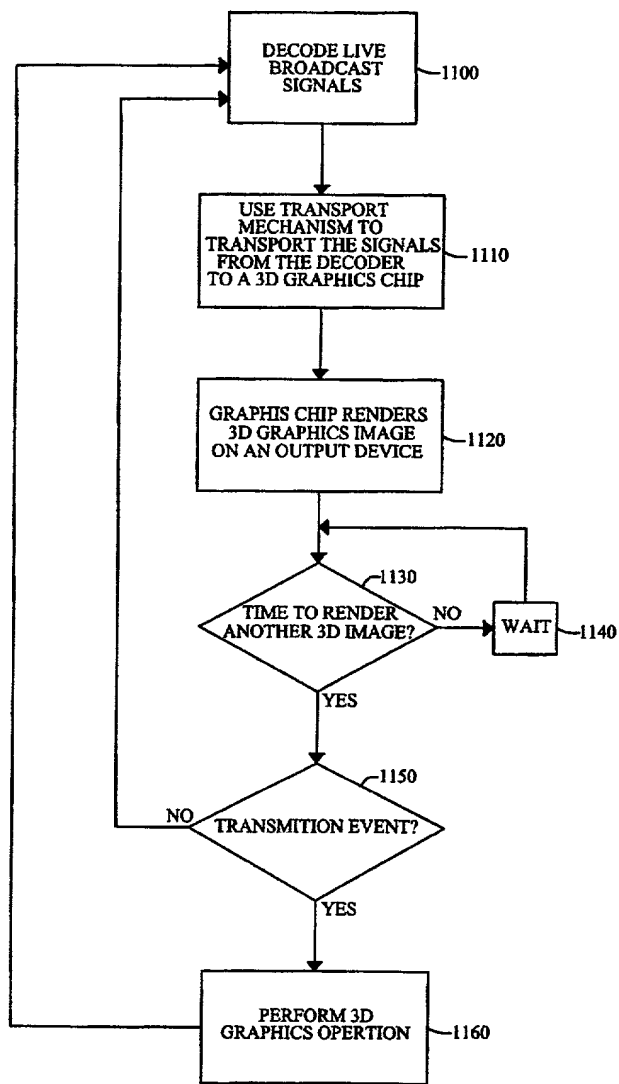 DECODE LIVE
BROADCAST
SIGNALS
1100
USE TRANSPORT
MECHANISM TO
TRANSPORT THE SIGNALS
FROM THE DECODER
TO A 3D GRAPHICS CHIP
1110
GRAPHIS CHIP RENDERS
3D GRAPHICS IMAGE
ON AN OUTPUT DEVICE
1120
1130
TIME TO RENDER
ANOTHER 3D IMAGE?
NO
WAIT
1140
YES
1150
NO
TRANSMITION EVENT?
YES
PERFORM 3D
GRAPHICS OPERTION
1160